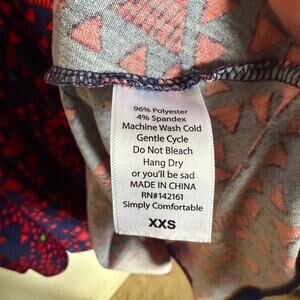 96% Polyester
4% Spandex
Machine Wash Cold
Gentle Cycle
Do Not Bleach
Hang Dry
or you'll be sad
MADE IN CHINA
RN#142161
Simply Comfortable
XXS